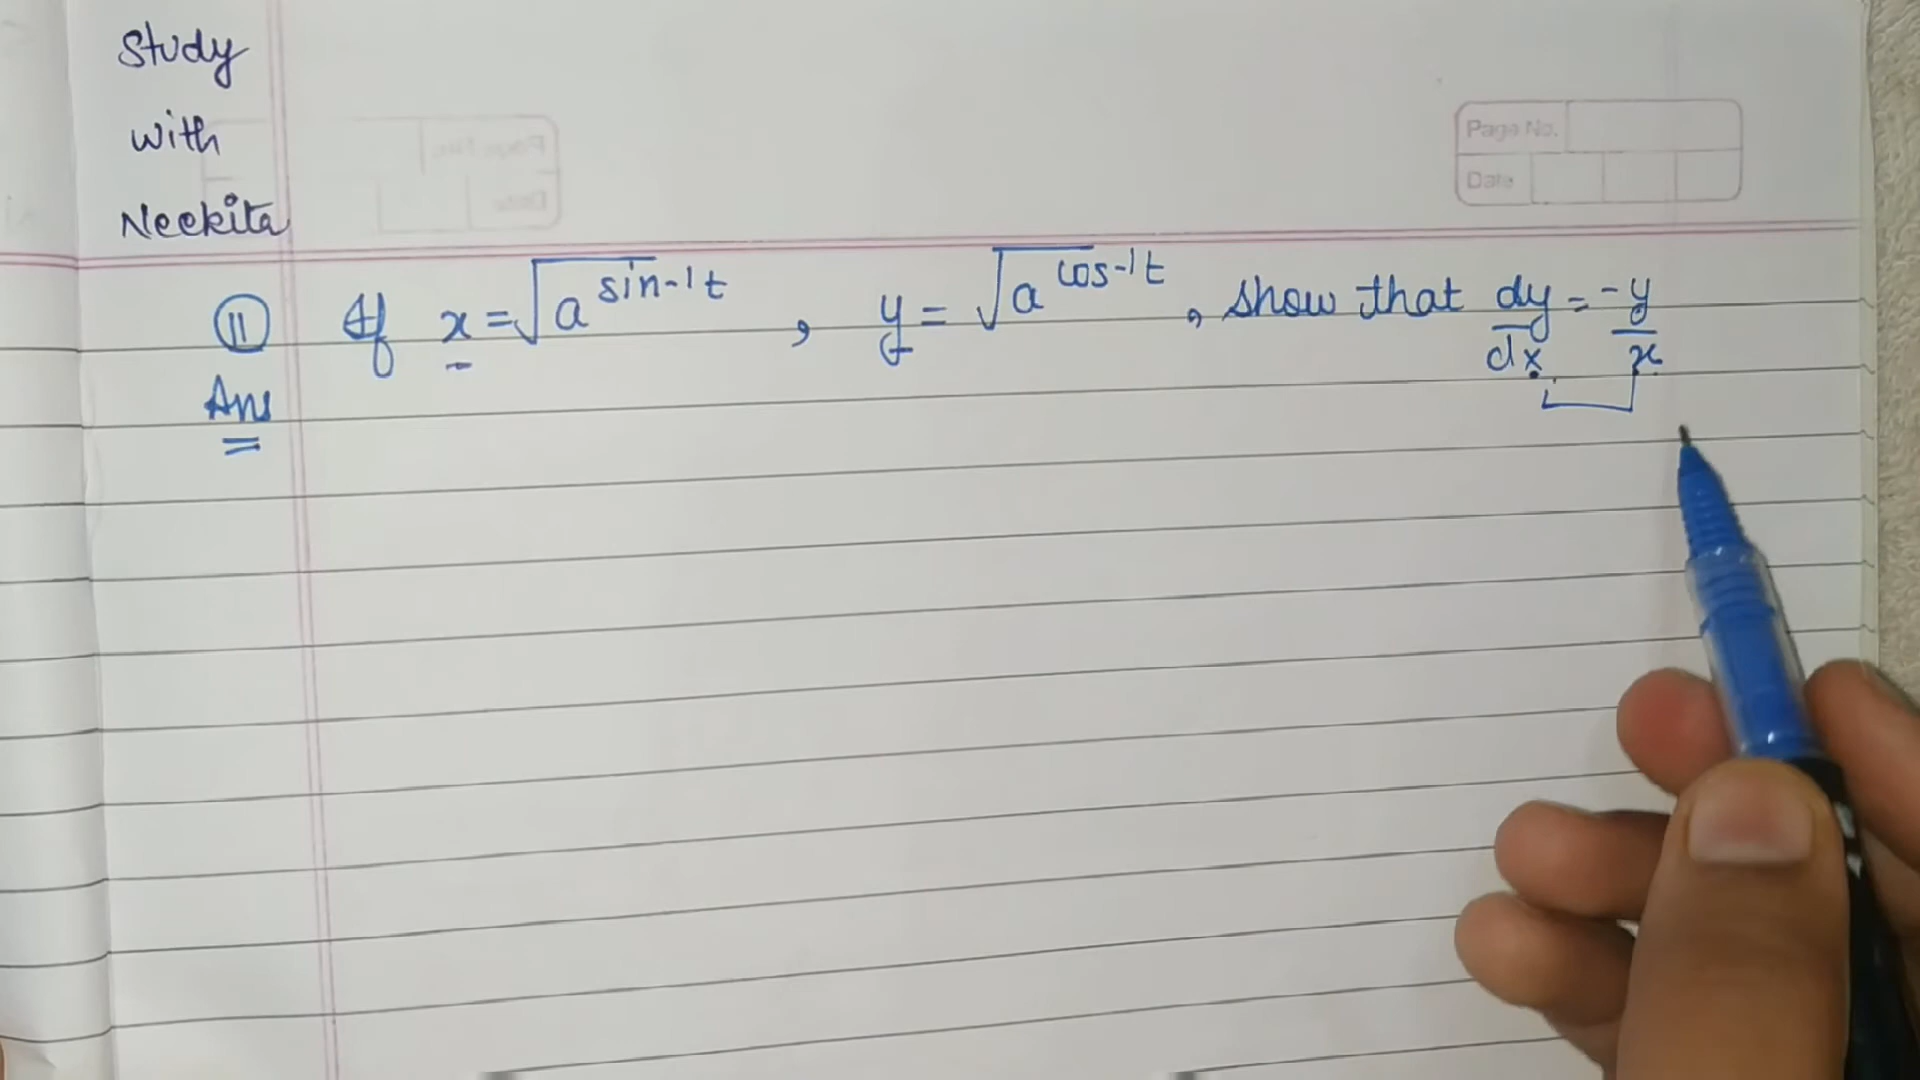 Study
with
Neekita
Page No.
Date
⑪ If x = √a^sin-1t , y = √a^cos-1t , show that dy/dx = -y/x
Ans